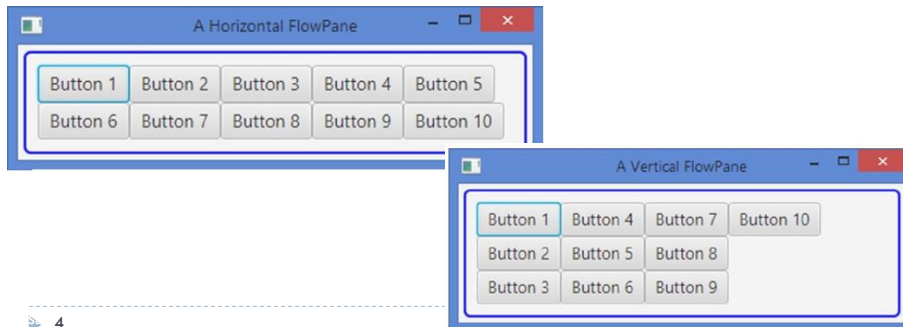 A Horizontal FlowPane
Button 1 Button 2 Button 3 Button 4 Button 5
Button 6 Button 7 Button 8 Button 9 Button 10
A Vertical FlowPane
Button 1 Button 4 Button 7 Button 10
Button 2 Button 5 Button 8
Button 3 Button 6 Button 9
4